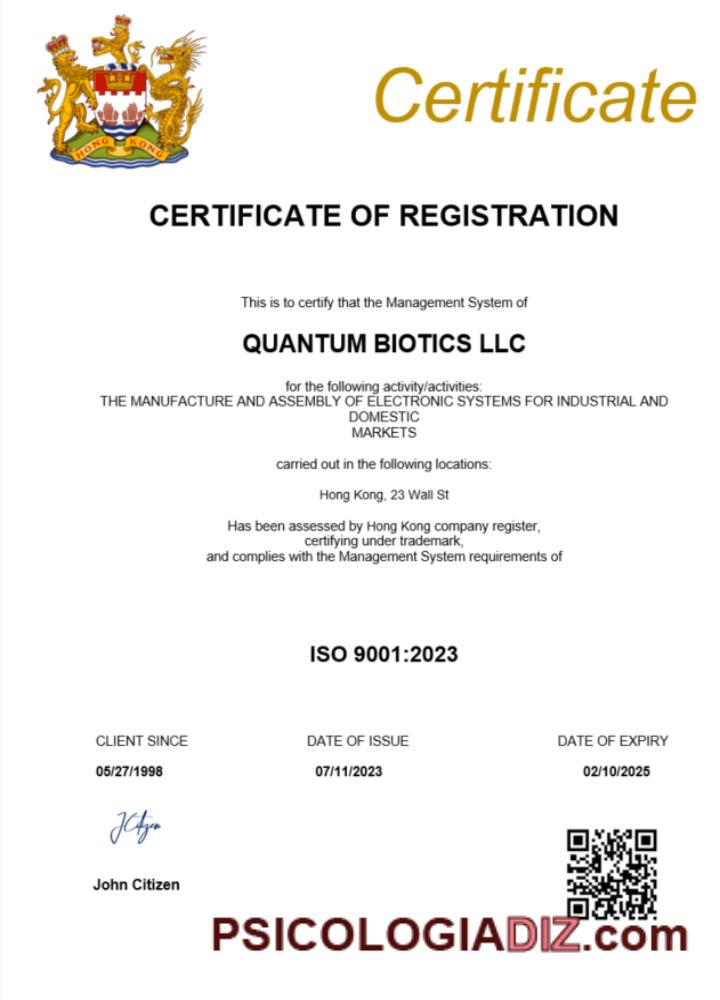 HONG KONG
Certificate
CERTIFICATE OF REGISTRATION
This is to certify that the Management System of
QUANTUM BIOTICS LLC
for the following activity/activities:
THE MANUFACTURE AND ASSEMBLY OF ELECTRONIC SYSTEMS FOR INDUSTRIAL AND
DOMESTIC
MARKETS
carried out in the following locations:
Hong Kong, 23 Wall St
Has been assessed by Hong Kong company register,
certifying under trademark,
and complies with the Management System requirements of
ISO 9001:2023
CLIENT SINCE DATE OF ISSUE DATE OF EXPIRY
05/27/1998 07/11/2023 02/10/2025
JCitizen
John Citizen
PSICOLOGIADIZ.com